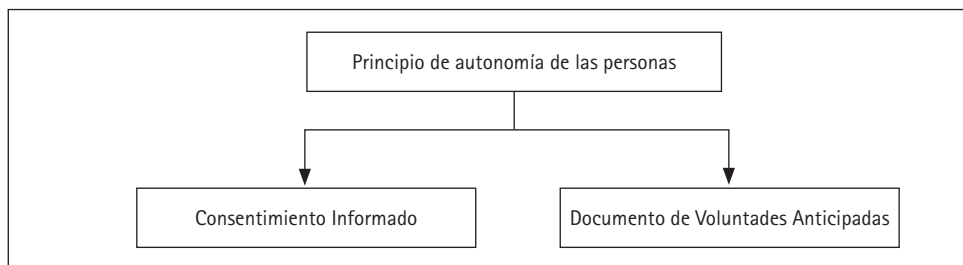 Principio de autonomía de las personas
Consentimiento Informado
Documento de Voluntades Anticipadas